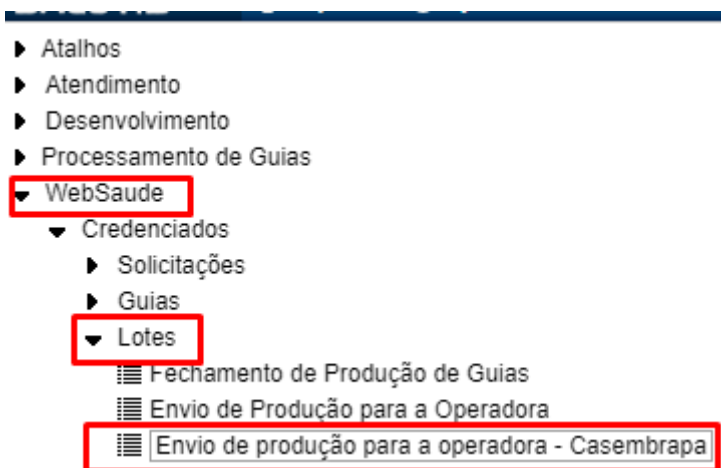 Atalhos
Atendimento
Desenvolvimento
Processamento de Guias
WebSaude
Credenciados
Solicitações
Guias
Lotes
Fechamento de Produção de Guias
Envio de Produção para a Operadora
Envio de produção para a operadora - Casembrapa